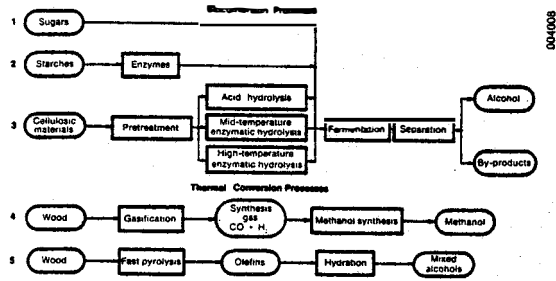 004008
1 Sugars
2 Starches Enzymes
Acid hydrolysis
Alcohol
3 Cellulosic materials Pretreatment Mid-temperature enzymatic hydrolysis Fermentation Separation
High-temperature enzymatic hydrolysis
By-products
Thermal Conversion Processes
4 Wood Gasification Synthesis gas CO + H₂ Methanol synthesis Methanol
5 Wood Fast pyrolysis Olefins Hydration Mixed alcohols